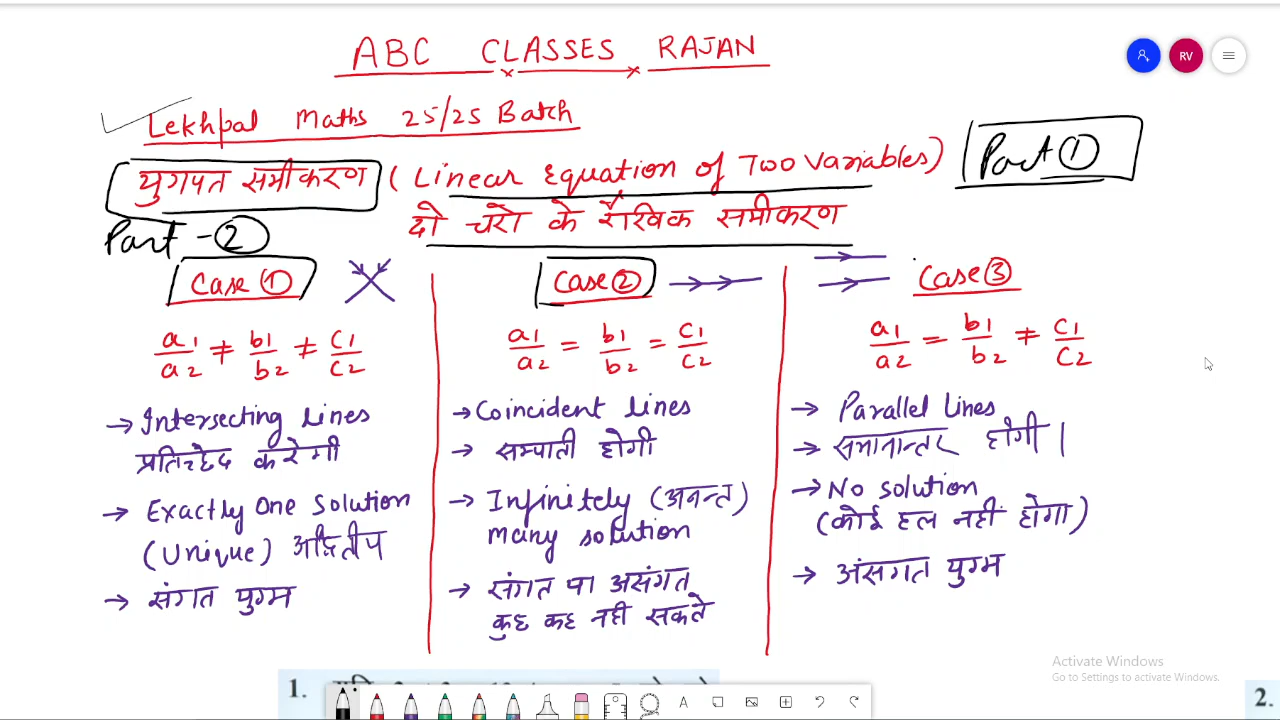 ABC CLASSES RAJAN
RV
Lekhpal Maths 25/25 Batch
युगपत समीकरण (Linear Equation of Two Variables) Part ①
दो चरो के रैखिक समीकरण
Part - ②
Case ①
a1/a2 ≠ b1/b2 ≠ c1/c2
→ Intersecting lines
प्रतिच्छेद करेगी
→ Exactly One solution
(Unique) अद्वितीय
→ संगत युग्म
Case ②
a1/a2 = b1/b2 = c1/c2
→ Coincident lines
→ सम्पाती होगी
→ Infinitely (अनन्त)
many solution
→ संगत या असंगत
कुछ कह नही सकते
Case ③
a1/a2 = b1/b2 ≠ c1/c2
→ Parallel lines
→ समानान्तर होगी।
→ No solution
(कोई हल नहीं होगा)
→ अंसगत युग्म
Activate Windows
Go to Settings to activate Windows.
1.
2.
A